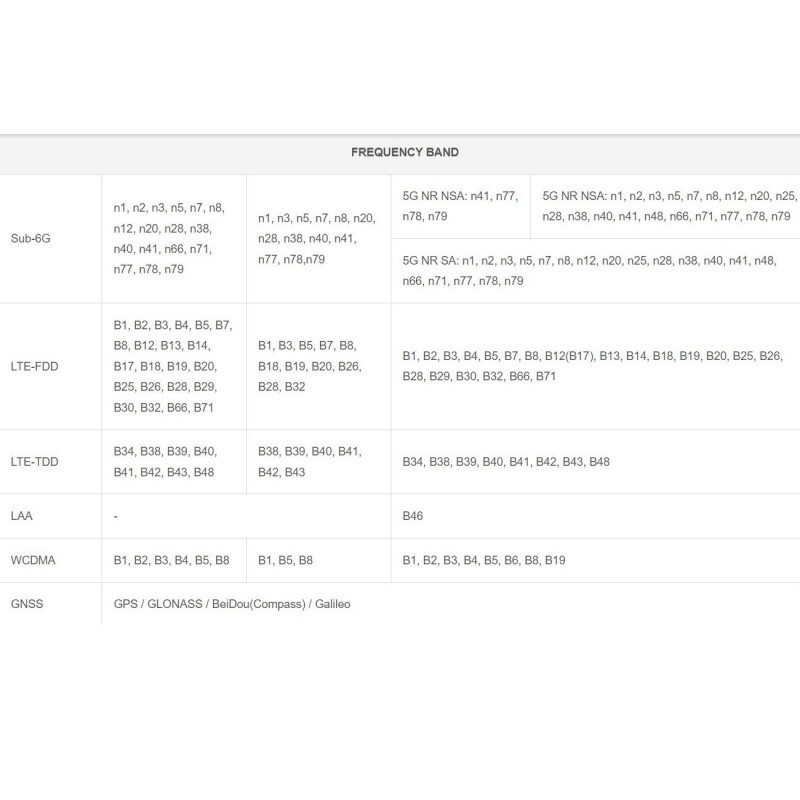 FREQUENCY BAND
Sub-6G
n1, n2, n3, n5, n7, n8,
n12, n20, n28, n38,
n40, n41, n66, n71,
n77, n78, n79
n1, n3, n5, n7, n8, n20,
n28, n38, n40, n41,
n77, n78,n79
5G NR NSA: n41, n77,
n78, n79
5G NR NSA: n1, n2, n3, n5, n7, n8, n12, n20, n25,
n28, n38, n40, n41, n48, n66, n71, n77, n78, n79
5G NR SA: n1, n2, n3, n5, n7, n8, n12, n20, n25, n28, n38, n40, n41, n48,
n66, n71, n77, n78, n79
LTE-FDD
B1, B2, B3, B4, B5, B7,
B8, B12, B13, B14,
B17, B18, B19, B20,
B25, B26, B28, B29,
B30, B32, B66, B71
B1, B3, B5, B7, B8,
B18, B19, B20, B26,
B28, B32
B1, B2, B3, B4, B5, B7, B8, B12(B17), B13, B14, B18, B19, B20, B25, B26,
B28, B29, B30, B32, B66, B71
LTE-TDD
B34, B38, B39, B40,
B41, B42, B43, B48
B38, B39, B40, B41,
B42, B43
B34, B38, B39, B40, B41, B42, B43, B48
LAA
-
B46
WCDMA
B1, B2, B3, B4, B5, B8
B1, B5, B8
B1, B2, B3, B4, B5, B6, B8, B19
GNSS
GPS / GLONASS / BeiDou(Compass) / Galileo